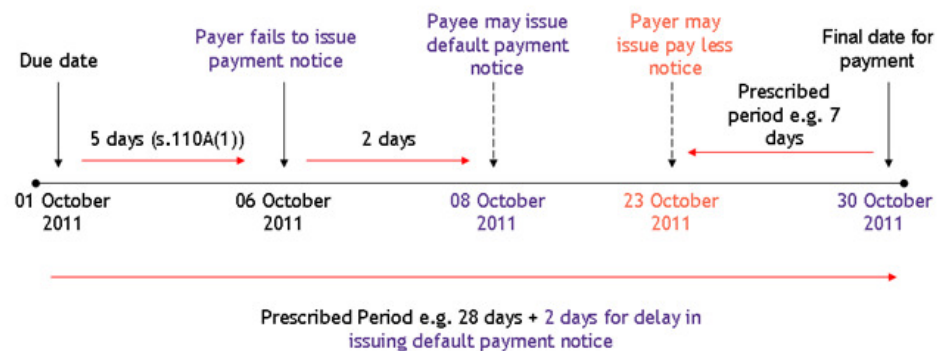 Due date
Payer fails to issue
payment notice
Payee may issue
default payment
notice
Payer may
issue pay less
notice
Final date for
payment
5 days (s.110A(1))
2 days
Prescribed
period e.g. 7
days
01 October
2011
06 October
2011
08 October
2011
23 October
2011
30 October
2011
Prescribed Period e.g. 28 days + 2 days for delay in
issuing default payment notice